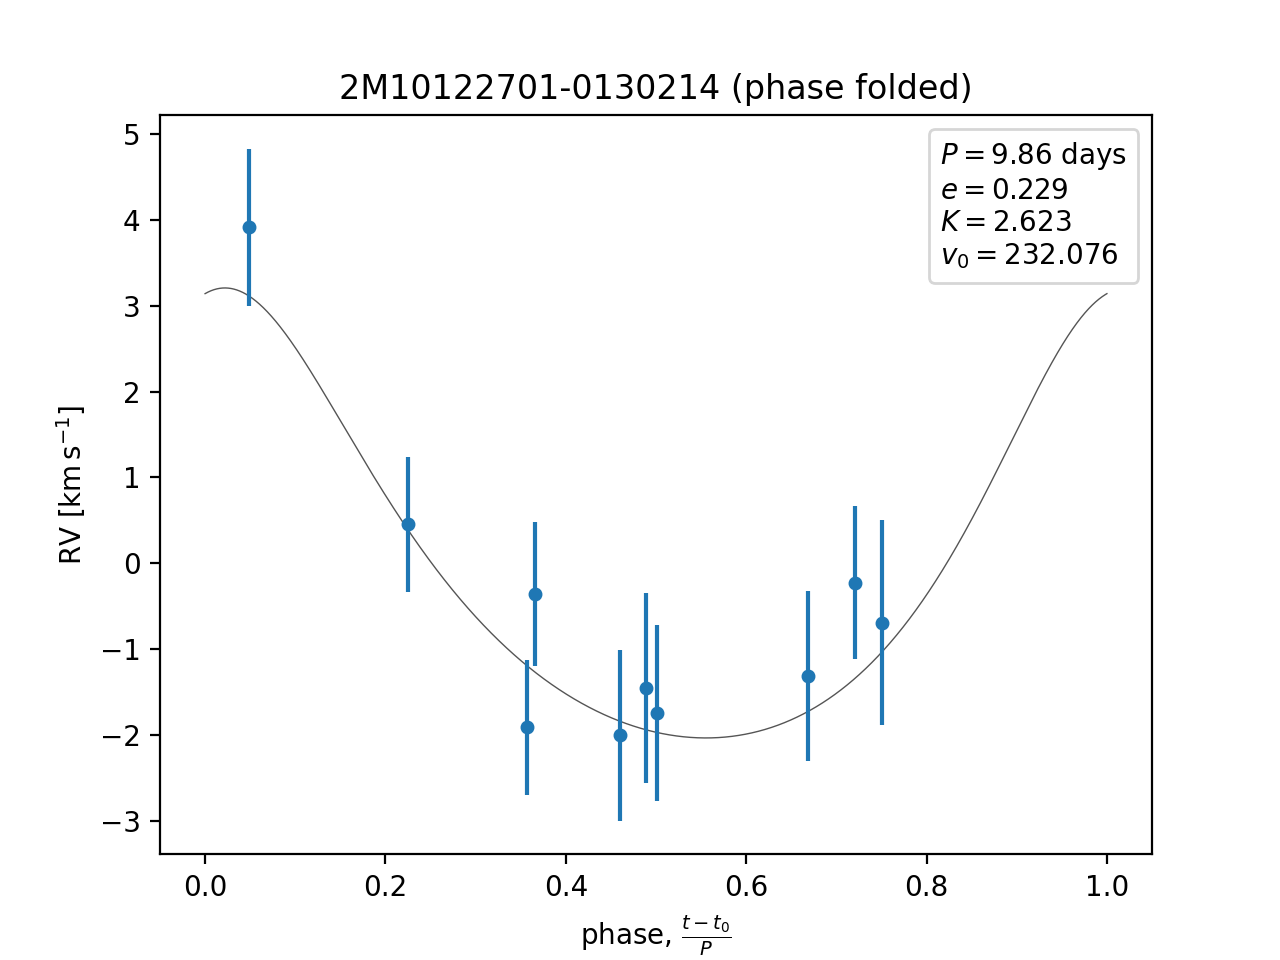 2M10122701-0130214 (phase folded)
P = 9.86 days
e = 0.229
K = 2.623
v₀ = 232.076
5
4
3
2
1
0
−1
−2
−3
RV [km s⁻¹]
0.0 0.2 0.4 0.6 0.8 1.0
phase, (t − t₀)/P